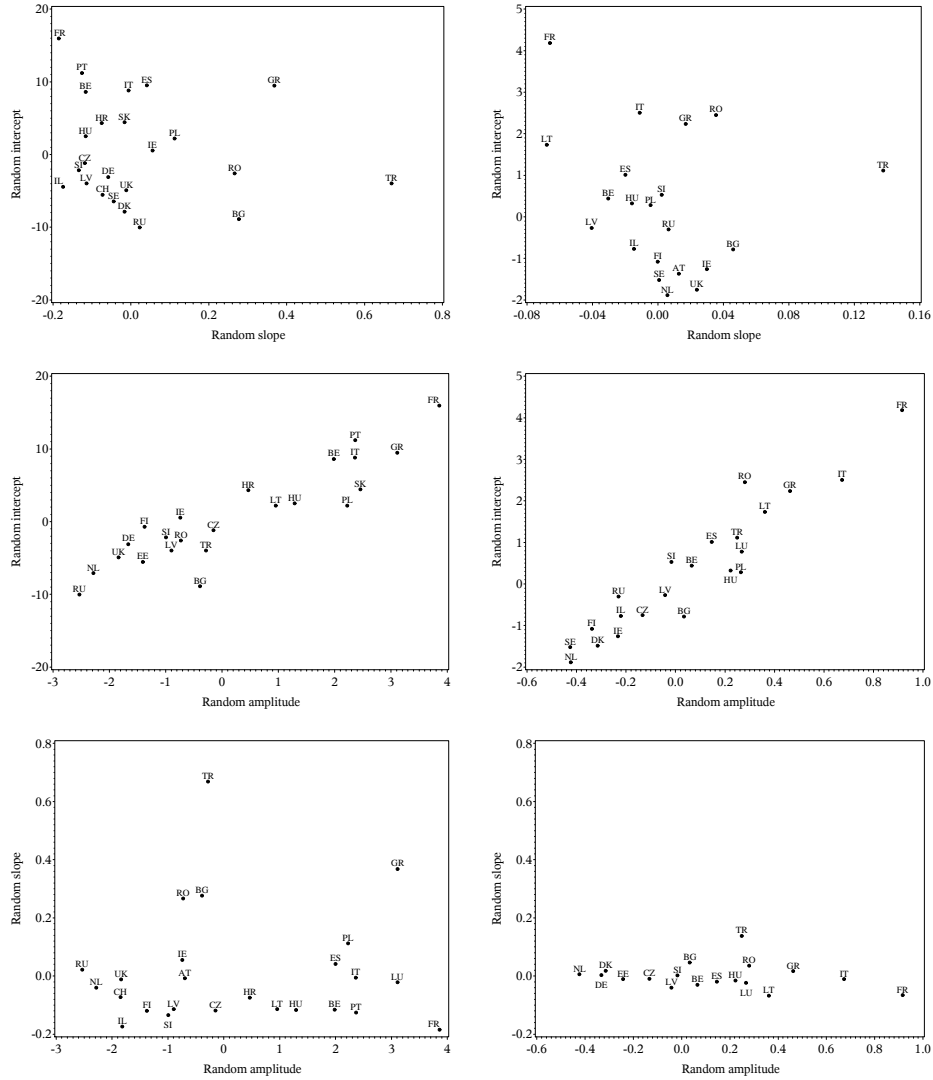 20
FR
PT
BE
IT
ES
GR
10
HR
SK
HU
PL
IE
Random intercept
0
CZ
SI
IL
LV
DE
CH
SE
UK
DK
RU
RO
TR
BG
-10
-20
-0.2 0.0 0.2 0.4 0.6 0.8
Random slope
5
FR
4
3
IT
RO
GR
2
LT
TR
ES
1
BE
HU
PL
SI
Random intercept
0
LV
RU
IL
BG
FI
AT
IE
-1
SE
NL
UK
-2
-0.08 -0.04 0.00 0.04 0.08 0.12 0.16
Random slope
20
FR
PT
BE
IT
GR
10
HR
SK
LT
HU
PL
Random intercept
0
IE
FI
CZ
SI
RO
DE
LV
TR
UK
EE
NL
BG
RU
-10
-20
-3 -2 -1 0 1 2 3 4
Random amplitude
5
FR
4
3
RO
IT
GR
2
LT
TR
ES
LU
1
SI
BE
PL
HU
Random intercept
0
RU
LV
IL
CZ
BG
FI
IE
-1
SE
DK
NL
-2
-0.6 -0.4 -0.2 0.0 0.2 0.4 0.6 0.8 1.0
Random amplitude
0.8
TR
0.6
0.4
GR
Random slope
RO
BG
0.2
PL
IE
ES
RU
AT
IT
LU
0.0
UK
NL
CH
HR
FI
LV
CZ
LT
HU
BE
PT
IL
SI
FR
-0.2
-3 -2 -1 0 1 2 3 4
Random amplitude
0.8
0.6
0.4
Random slope
0.2
TR
BG
RO
NL
DK
DE
EE
CZ
SI
LV
BE
ES
HU
LU
GR
LT
IT
FR
0.0
-0.2
-0.6 -0.4 -0.2 0.0 0.2 0.4 0.6 0.8 1.0
Random amplitude